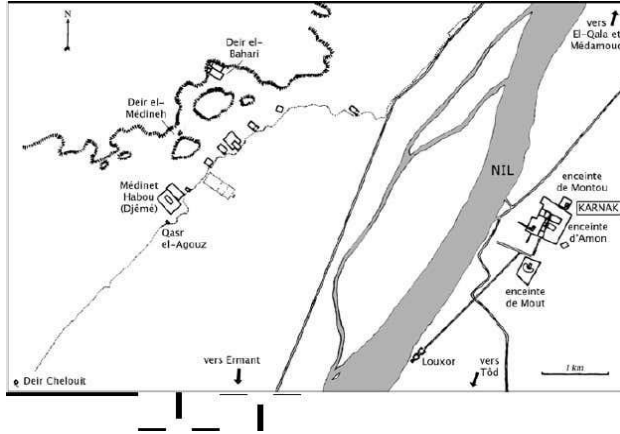 N
vers
El-Qala et
Médamoud
Deir el-
Bahari
Deir el-
Médineh
NIL
enceinte
de Montou
KARNAK
Médinet
Habou
(Djêmé)
enceinte
d'Amon
Qasr
el-Agouz
enceinte
de Mout
vers Ermant
Louxor
vers
Tôd
1 km
Deir Chelouit